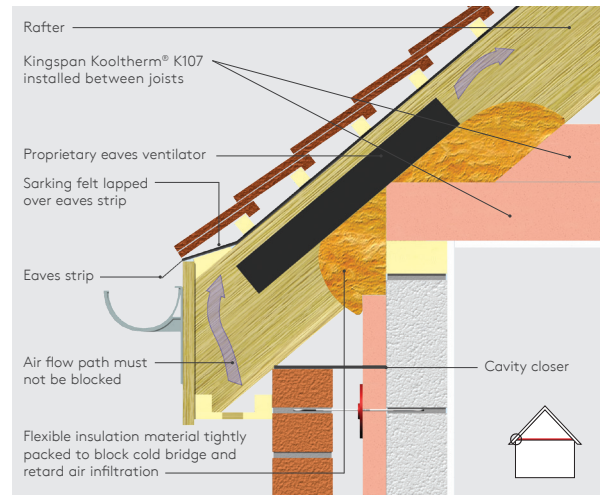 Rafter
Kingspan Kooltherm® K107
installed between joists
Proprietary eaves ventilator
Sarking felt lapped
over eaves strip
Eaves strip
Air flow path must
not be blocked
Cavity closer
Flexible insulation material tightly
packed to block cold bridge and
retard air infiltration